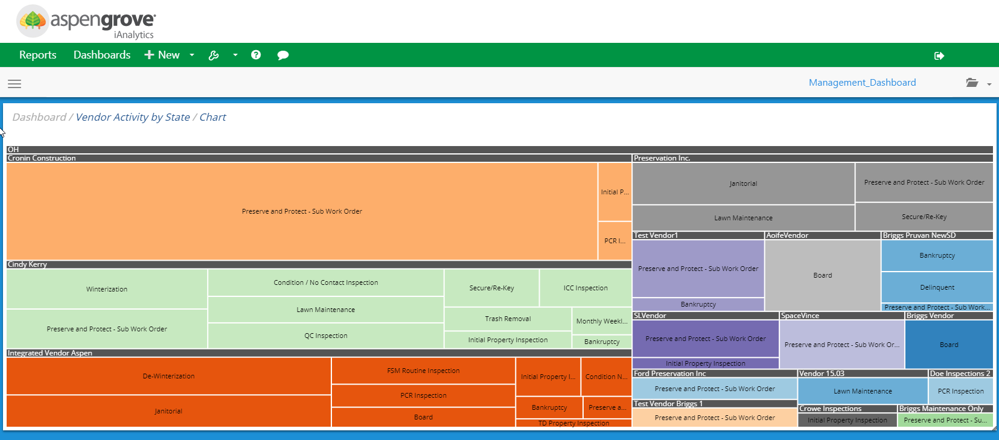 aspengrove
iAnalytics
Reports Dashboards New
Management_Dashboard
Dashboard / Vendor Activity by State / Chart
OH
Cronin Construction
Preserve and Protect - Sub Work Order
Initial P...
PCR I...
Cindy Kerry
Winterization
Preserve and Protect - Sub Work Order
Condition / No Contact Inspection
Lawn Maintenance
QC Inspection
Secure/Re-Key
ICC Inspection
Trash Removal
Initial Property Inspection
Monthly Weekl...
Bankruptcy
Integrated Vendor Aspen
De-Winterization
Janitorial
FSM Routine Inspection
PCR Inspection
Board
Initial Property I...
Condition N...
Bankruptcy
Preserve a...
TD Property Inspection
Preservation Inc.
Janitorial
Lawn Maintenance
Preserve and Protect - Sub Work Order
Secure/Re-Key
Test Vendor1
Preserve and Protect - Sub Work Order
Bankruptcy
AoifeVendor
Board
Briggs Pruvan NewSD
Bankruptcy
Delinquent
Preserve and Protect - Sub Work...
SLVendor
Preserve and Protect - Sub Work Order
Initial Property Inspection
SpaceVince
Preserve and Protect - Sub Work Or...
Briggs Vendor
Board
Ford Preservation Inc
Preserve and Protect - Sub Work Order
Test Vendor Briggs 1
Preserve and Protect - Sub Work Order
Vendor 15.03
Lawn Maintenance
Doe Inspections 2
PCR Inspection
Crowe Inspections
Initial Property Inspection
Briggs Maintenance Only
Preserve and Protect - Su...